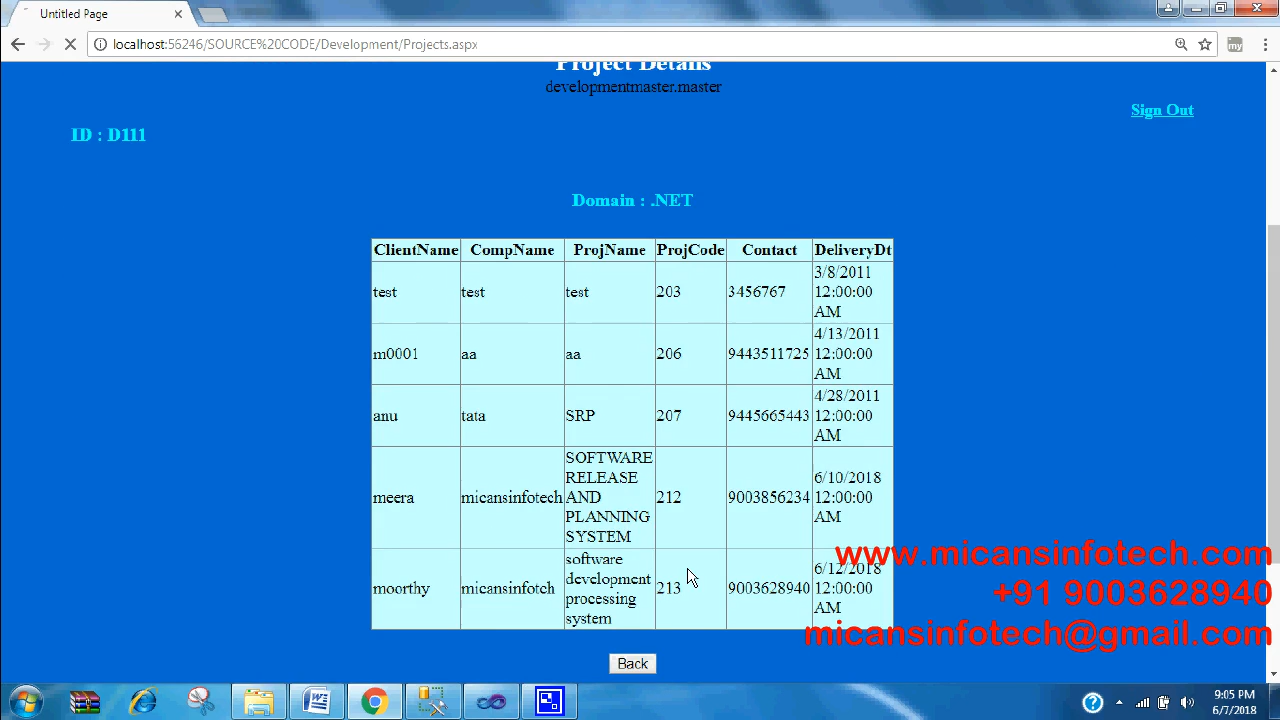 Untitled Page
localhost:56246/SOURCE%20CODE/Development/Projects.aspx
my
Project Details
developmentmaster.master
Sign Out
ID : D111
Domain : .NET
ClientName CompName ProjName ProjCode Contact DeliveryDt
test test test 203 3456767 3/8/2011 12:00:00 AM
m0001 aa aa 206 9443511725 4/13/2011 12:00:00 AM
anu tata SRP 207 9445665443 4/28/2011 12:00:00 AM
meera micansinfotech SOFTWARE RELEASE AND PLANNING SYSTEM 212 9003856234 6/10/2018 12:00:00 AM
moorthy micansinfotch software development processing system 213 9003628940 6/12/2018 12:00:00 AM
www.micansinfotech.com
+91 9003628940
micansinfotech@gmail.com
Back
9:05 PM
6/7/2018